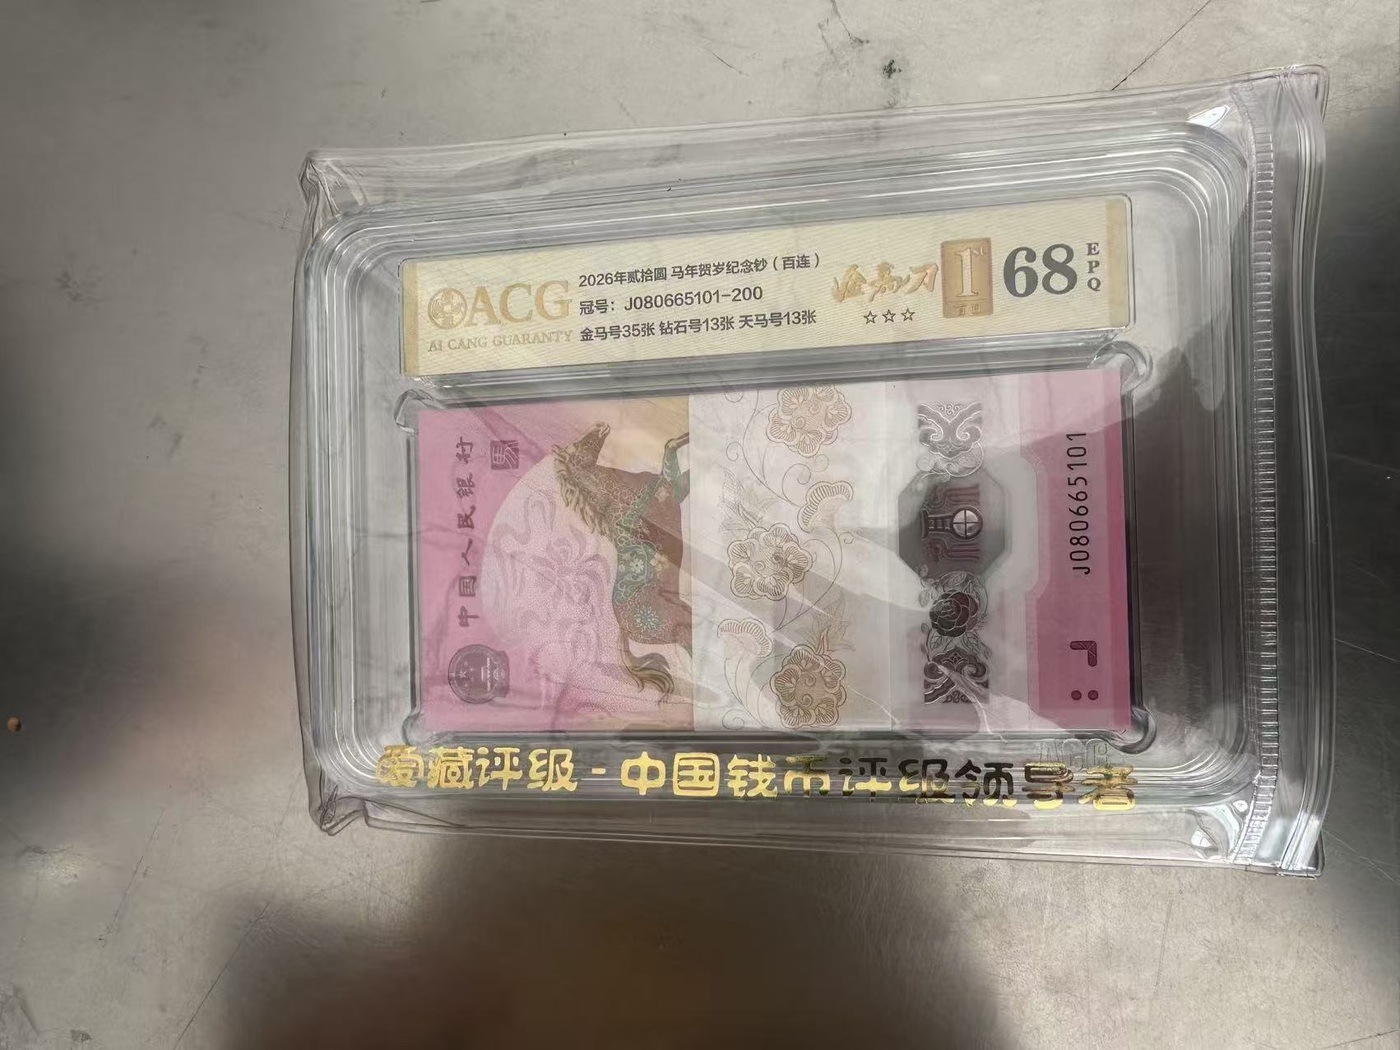 ACG
AI CANG GUARANTY
2026年贰拾圆 马年贺岁纪念钞（百连）
冠号：J080665101-200
金马号35张 钻石号13张 天马号13张
☆☆☆
1st
68
EPQ
中国人民银行
J080665101
爱藏评级-中国钱币评级领导者